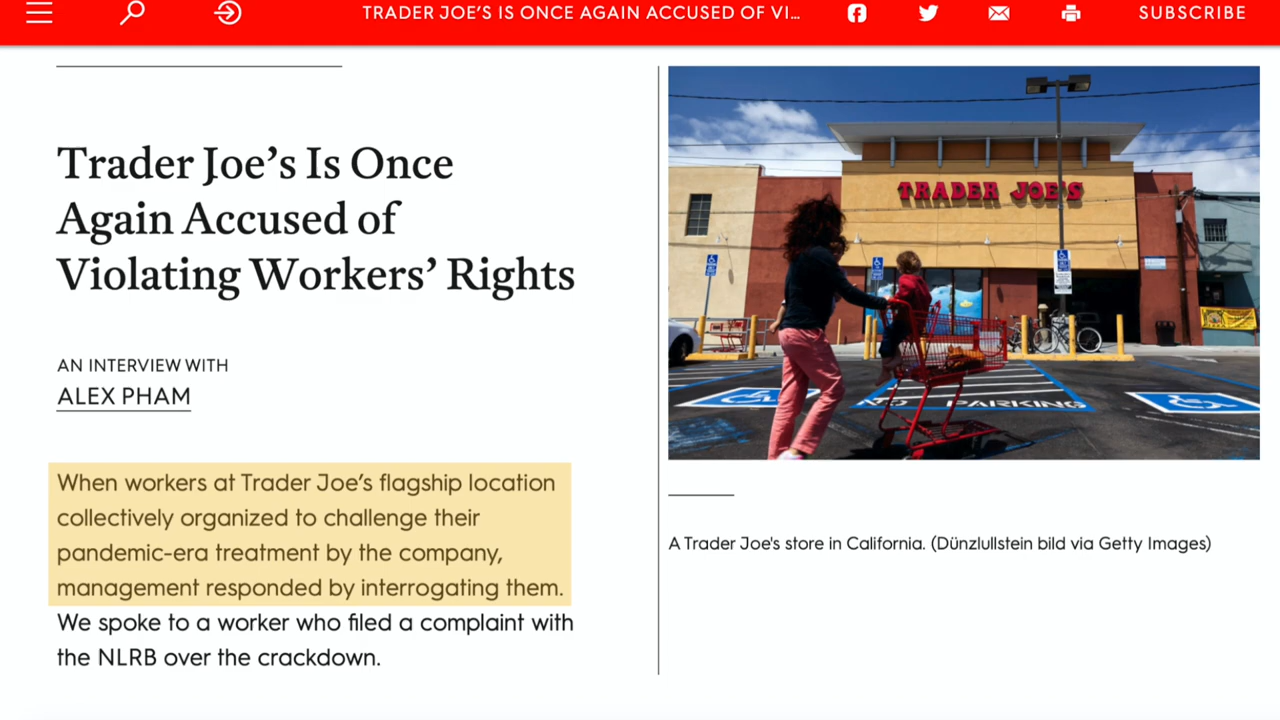 TRADER JOE'S IS ONCE AGAIN ACCUSED OF VI...
SUBSCRIBE
Trader Joe's Is Once
Again Accused of
Violating Workers' Rights
AN INTERVIEW WITH
ALEX PHAM
When workers at Trader Joe's flagship location
collectively organized to challenge their
pandemic-era treatment by the company,
management responded by interrogating them.
We spoke to a worker who filed a complaint with
the NLRB over the crackdown.
TRADER JOE'S
PARKING
A Trader Joe's store in California. (Dünzlullstein bild via Getty Images)